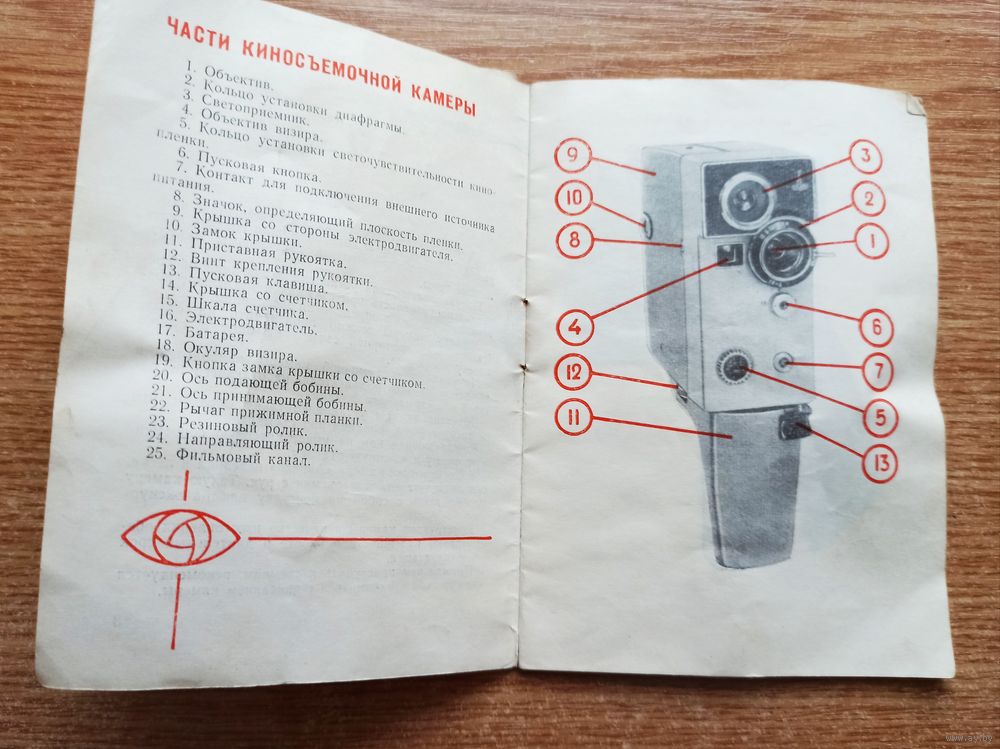 ЧАСТИ КИНОСЪЕМОЧНОЙ КАМЕРЫ
1. Объектив.
2. Кольцо установки диафрагмы.
3. Светоприемник.
4. Объектив визира.
5. Кольцо установки светочувствительности кино-
пленки.
6. Пусковая кнопка.
7. Контакт для подключения внешнего источника
питания.
8. Значок, определяющий плоскость пленки.
9. Крышка со стороны электродвигателя.
10. Замок крышки.
11. Приставная рукоятка.
12. Винт крепления рукоятки.
13. Пусковая клавиша.
14. Крышка со счетчиком.
15. Шкала счетчика.
16. Электродвигатель.
17. Батарея.
18. Окуляр визира.
19. Кнопка замка крышки со счетчиком.
20. Ось подающей бобины.
21. Ось принимающей бобины.
22. Рычаг прижимной планки.
23. Резиновый ролик.
24. Направляющий ролик.
25. Фильмовый канал.
9
3
10
2
8
1
4
6
12
7
11
5
13
www.ay.by